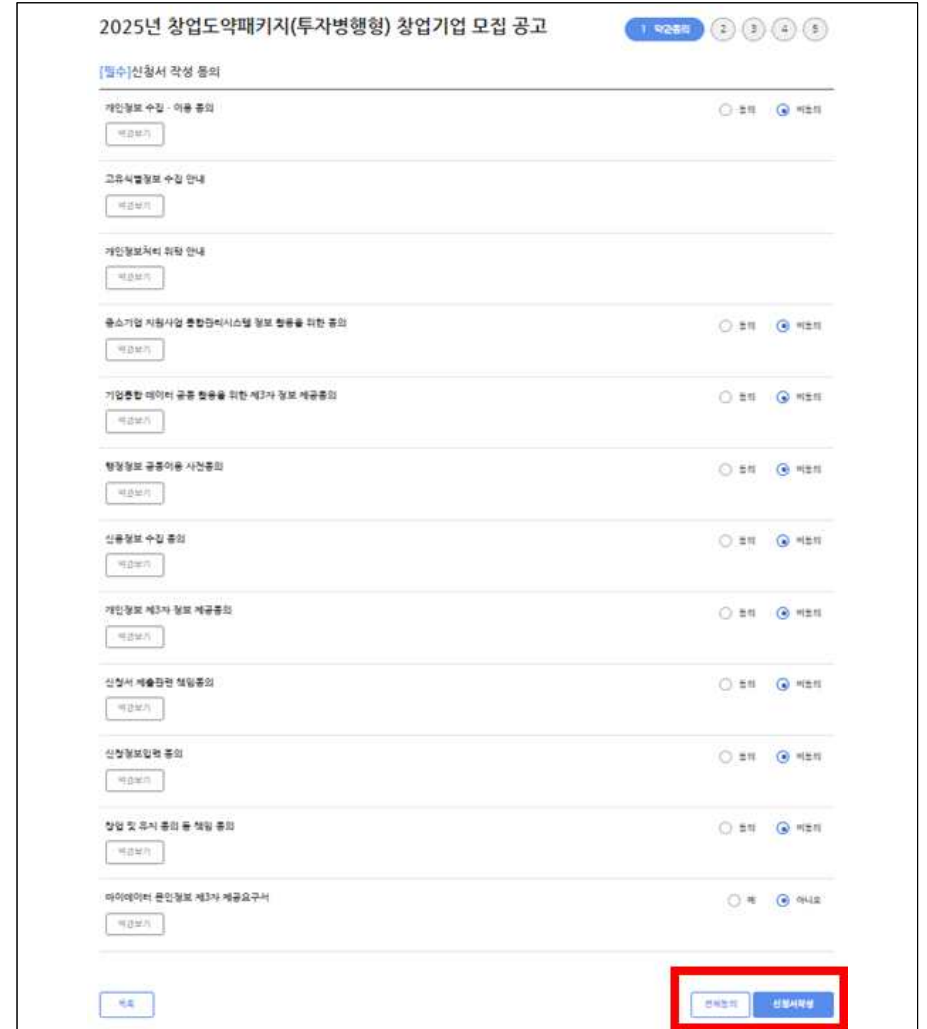 2025년 창업도약패키지(투자병행형) 창업기업 모집 공고
1 약관동의 2 3 4 5
[필수]신청서 작성 동의
개인정보 수집 · 이용 동의
동의 비동의
약관보기
고유식별정보 수집 안내
약관보기
개인정보처리 위탁 안내
약관보기
중소기업 지원사업 통합관리시스템 정보 활용을 위한 동의
동의 비동의
약관보기
기업통합 데이터 공동 활용을 위한 제3자 정보 제공동의
동의 비동의
약관보기
행정정보 공동이용 사전동의
동의 비동의
약관보기
신용정보 수집 동의
동의 비동의
약관보기
개인정보 제3자 정보 제공동의
동의 비동의
약관보기
신청서 제출관련 책임동의
동의 비동의
약관보기
신청정보입력 동의
동의 비동의
약관보기
창업 및 유지 동의 등 책임 동의
동의 비동의
약관보기
마이데이터 본인정보 제3자 제공요구서
예 아니오
약관보기
목록
전체동의 신청서작성